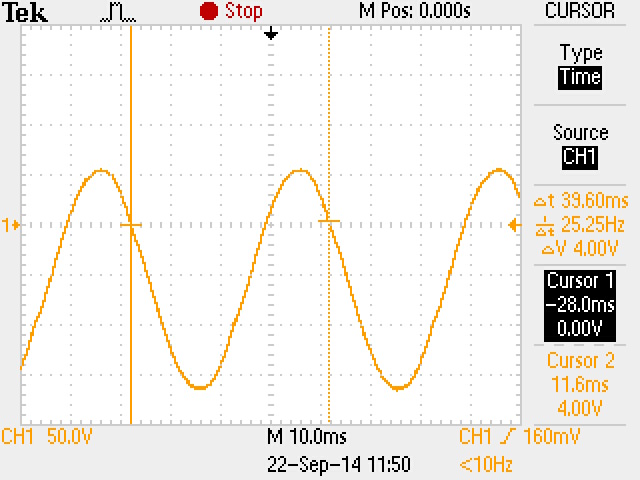 Tek Stop M Pos: 0.000s CURSOR
Type
Time
Source
CH1
1
Δt 39.60ms
1/Δt 25.25Hz
ΔV 4.00V
Cursor 1
-28.0ms
0.00V
Cursor 2
11.6ms
4.00V
CH1 50.0V M 10.0ms CH1 160mV
22-Sep-14 11:50 <10Hz